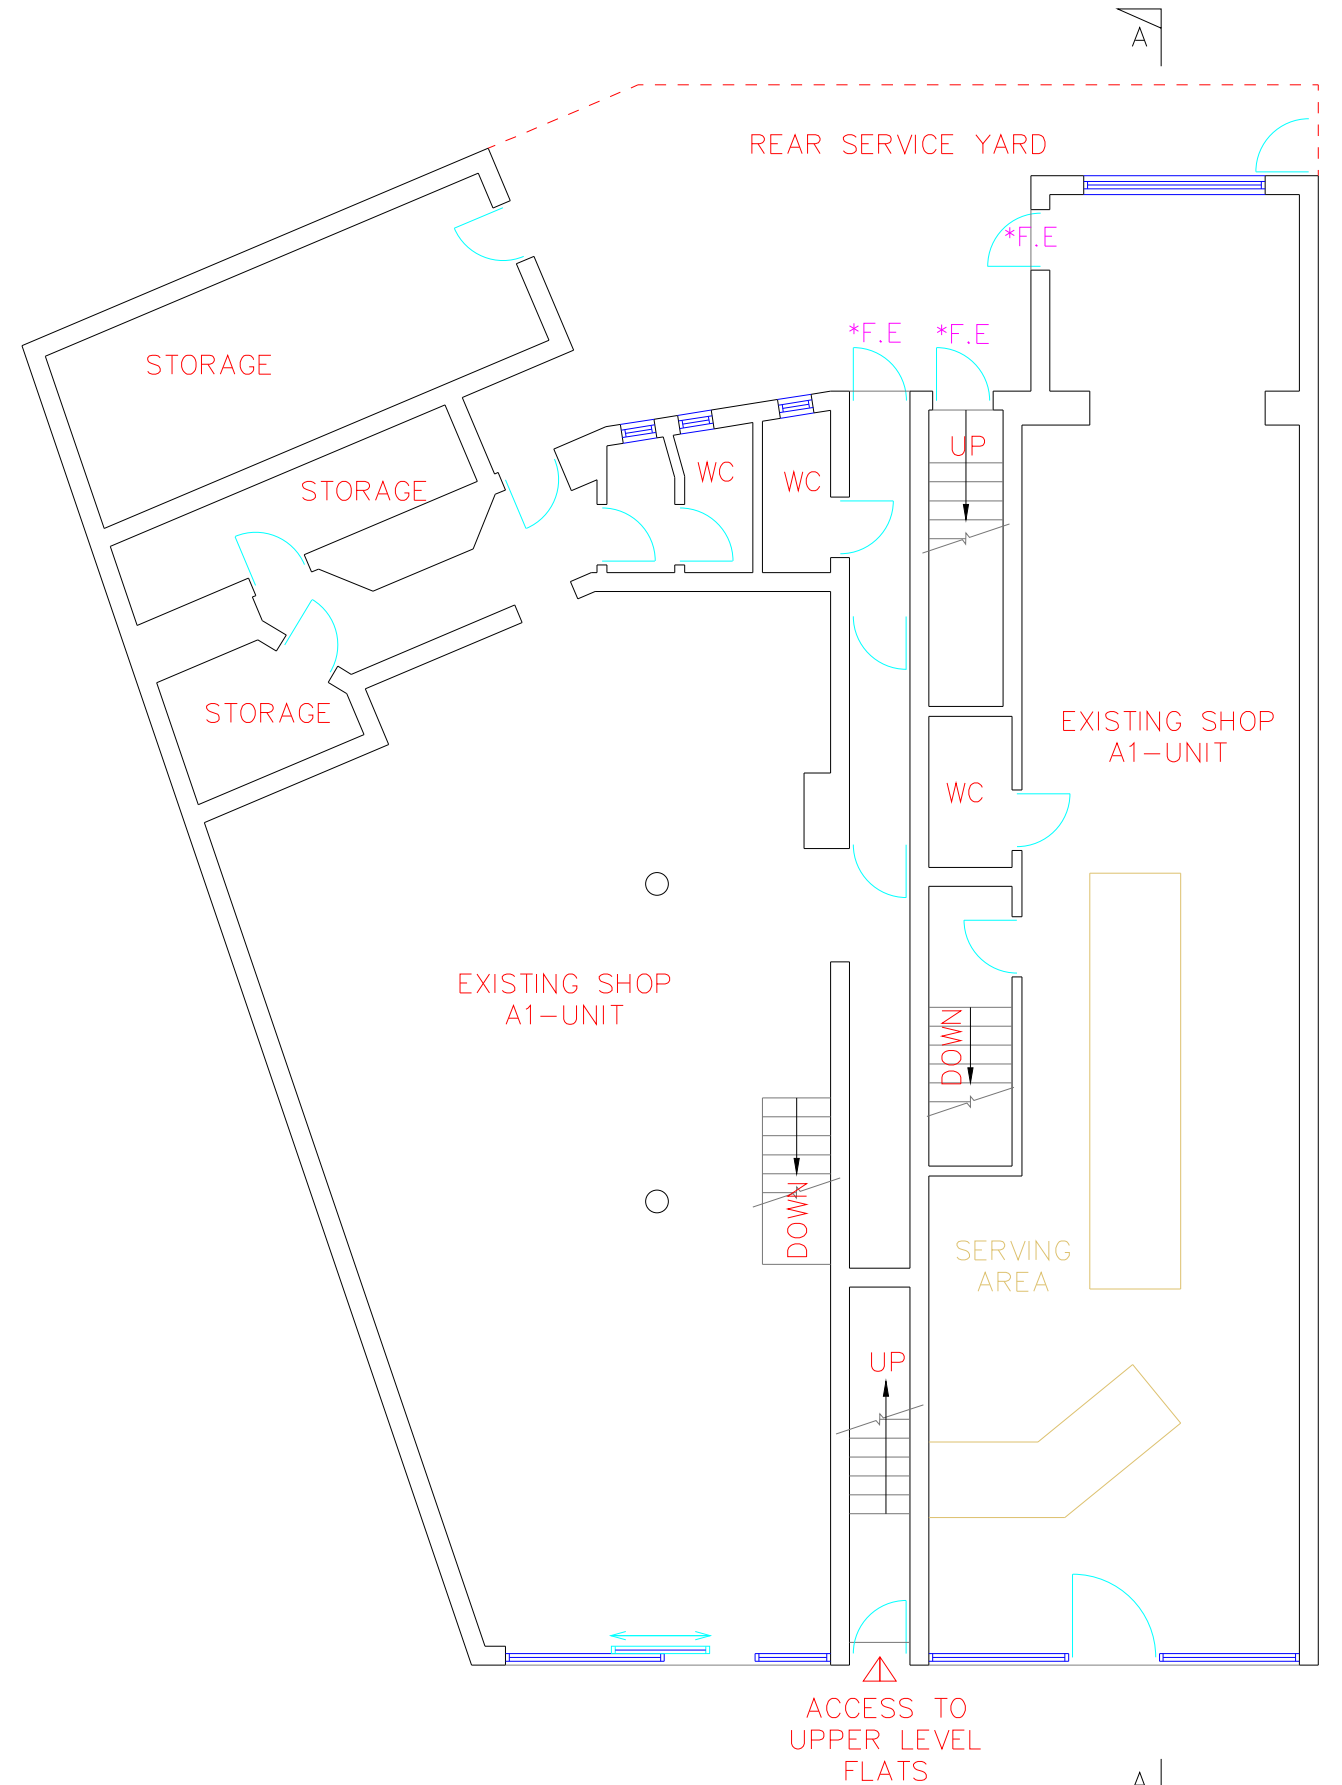 A
REAR SERVICE YARD
*F.E
*F.E
*F.E
STORAGE
UP
WC
WC
STORAGE
STORAGE
EXISTING SHOP
A1-UNIT
WC
EXISTING SHOP
A1-UNIT
DOWN
DOWN
SERVING
AREA
UP
ACCESS TO
UPPER LEVEL
FLATS
A